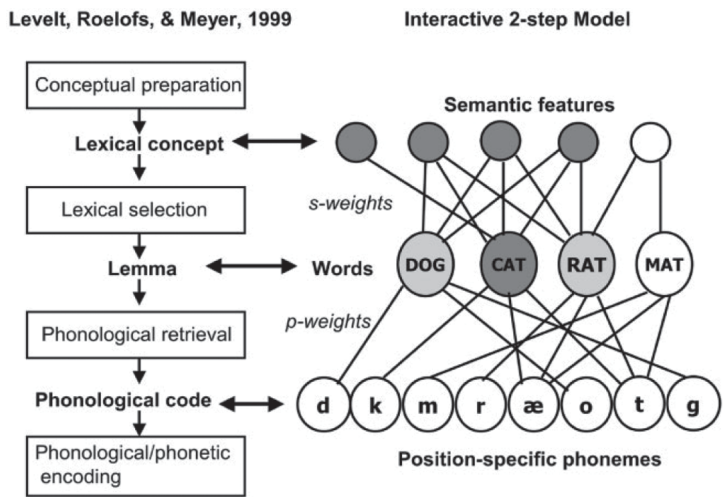 Levelt, Roelofs, & Meyer, 1999
Interactive 2-step Model
Conceptual preparation
Semantic features
Lexical concept
s-weights
Lexical selection
Lemma
Words
DOG
CAT
RAT
MAT
p-weights
Phonological retrieval
Phonological code
d
k
m
r
æ
o
t
g
Phonological/phonetic
encoding
Position-specific phonemes